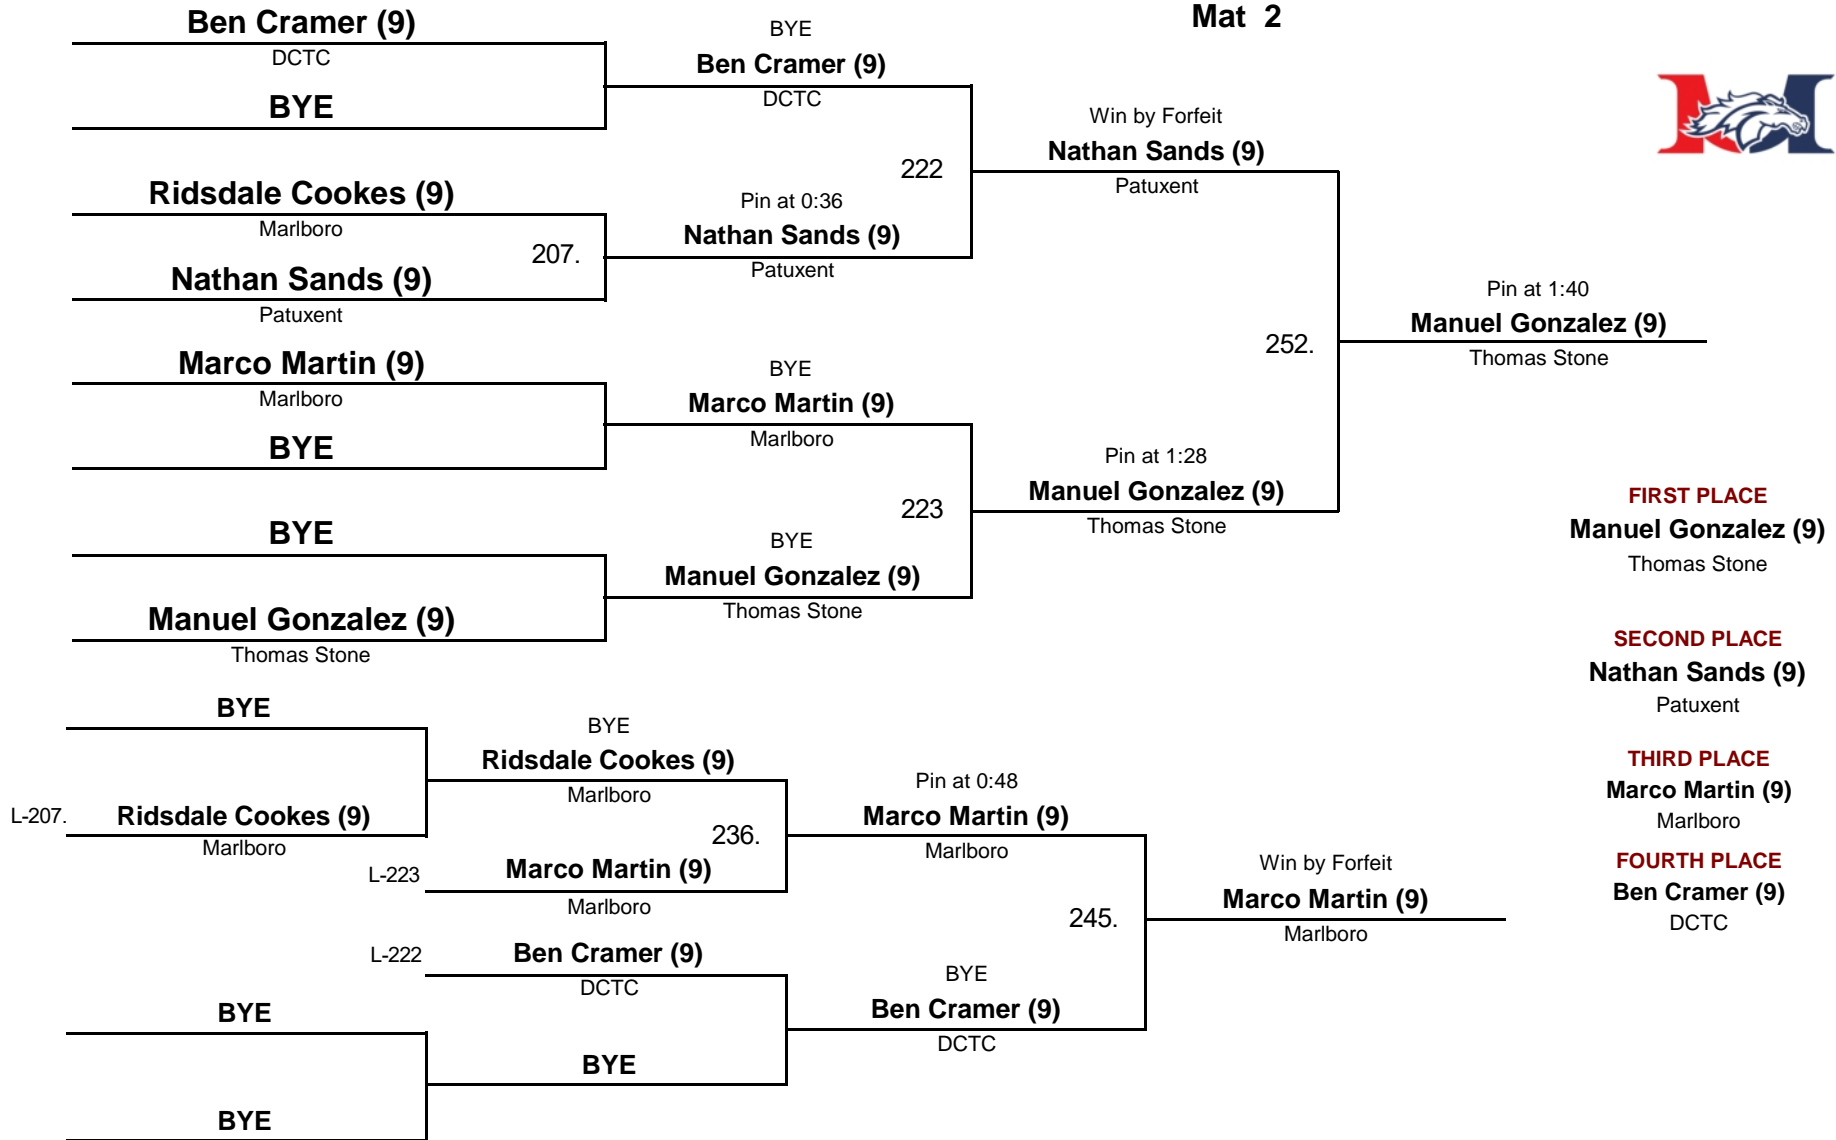 Mat 2
Ben Cramer (9)
DCTC
BYE
Ridsdale Cookes (9)
Marlboro
207.
Nathan Sands (9)
Patuxent
Marco Martin (9)
Marlboro
BYE
BYE
Manuel Gonzalez (9)
Thomas Stone
BYE
Ben Cramer (9)
DCTC
222
Pin at 0:36
Nathan Sands (9)
Patuxent
BYE
Marco Martin (9)
Marlboro
223
BYE
Manuel Gonzalez (9)
Thomas Stone
Win by Forfeit
Nathan Sands (9)
Patuxent
252.
Pin at 1:28
Manuel Gonzalez (9)
Thomas Stone
Pin at 1:40
Manuel Gonzalez (9)
Thomas Stone
M
FIRST PLACE
Manuel Gonzalez (9)
Thomas Stone
SECOND PLACE
Nathan Sands (9)
Patuxent
THIRD PLACE
Marco Martin (9)
Marlboro
FOURTH PLACE
Ben Cramer (9)
DCTC
BYE
L-207.
Ridsdale Cookes (9)
Marlboro
BYE
Ridsdale Cookes (9)
Marlboro
236.
L-223
Marco Martin (9)
Marlboro
L-222
Ben Cramer (9)
DCTC
BYE
BYE
BYE
Pin at 0:48
Marco Martin (9)
Marlboro
245.
BYE
Ben Cramer (9)
DCTC
Win by Forfeit
Marco Martin (9)
Marlboro